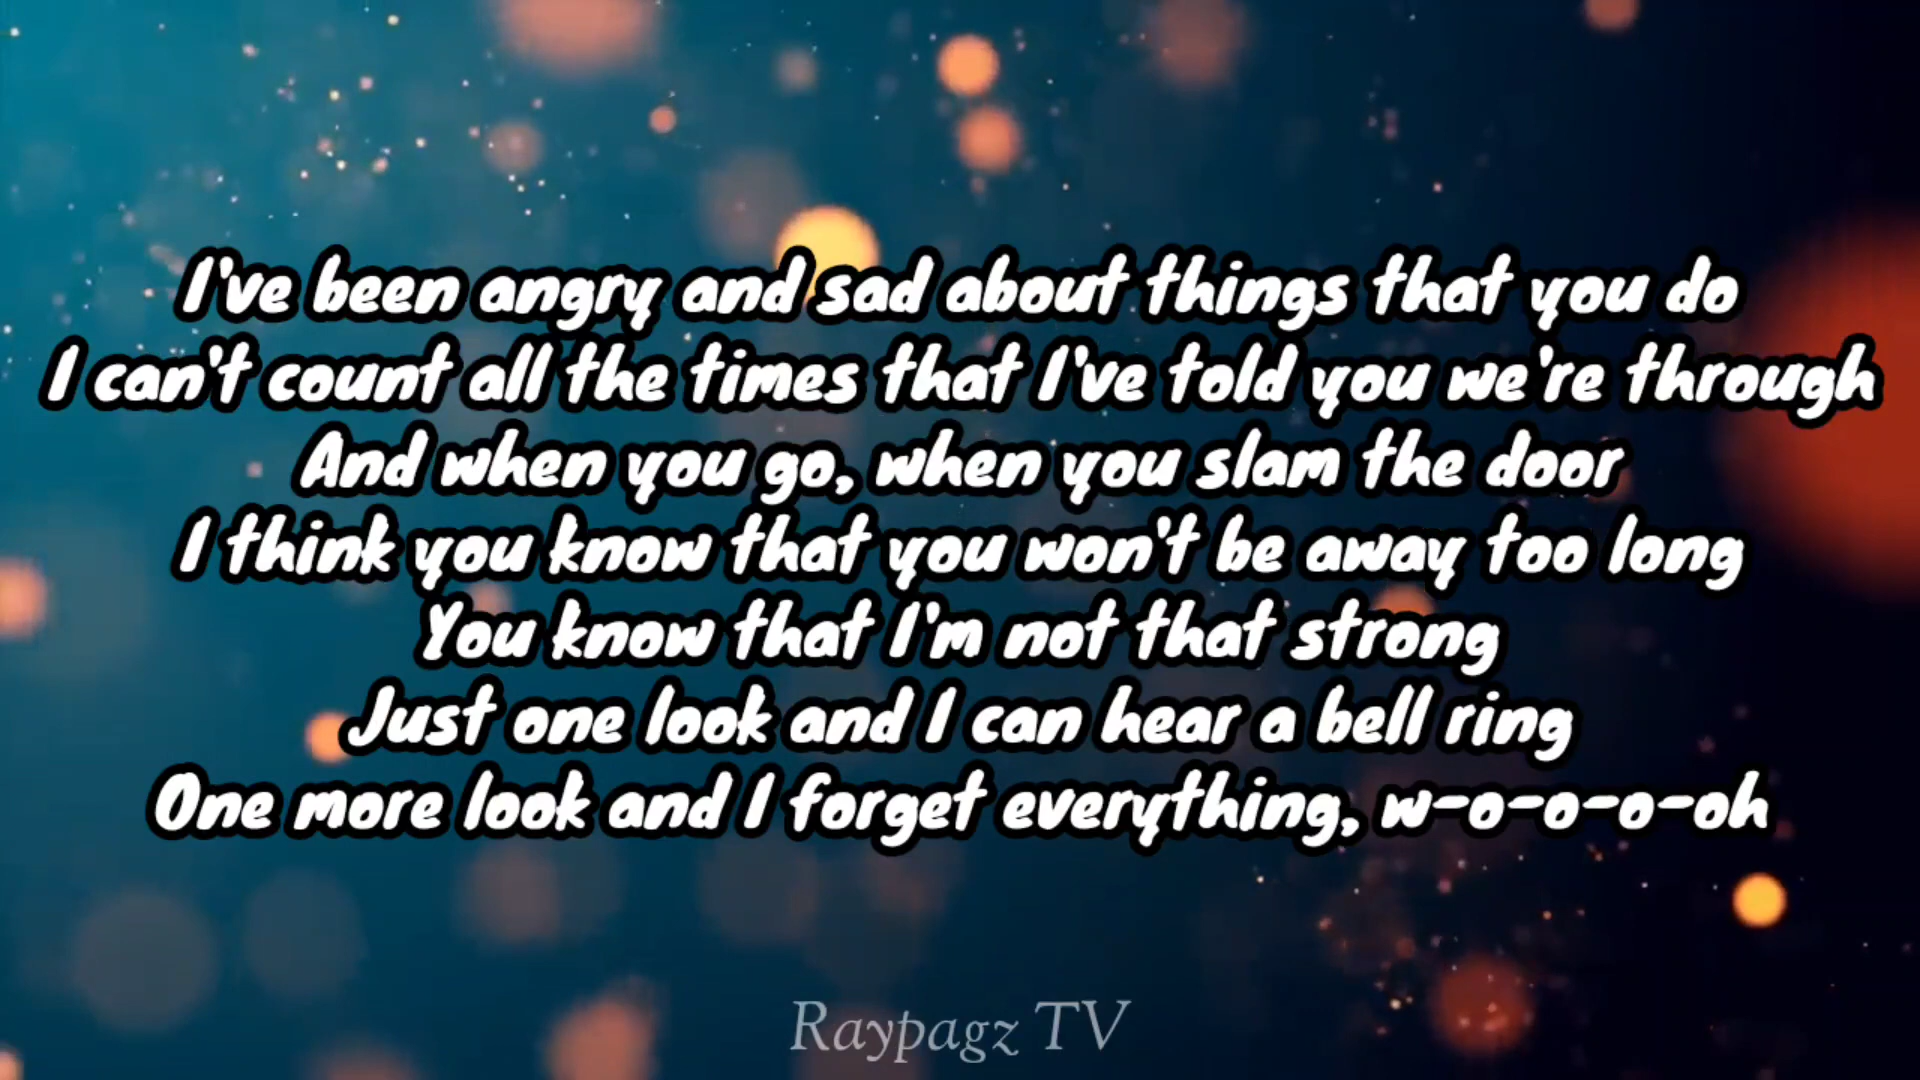 I've been angry and sad about things that you do
I can't count all the times that I've told you we're through
And when you go, when you slam the door
I think you know that you won't be away too long
You know that I'm not that strong
Just one look and I can hear a bell ring
One more look and I forget everything, w-o-o-o-oh
Raypagz TV